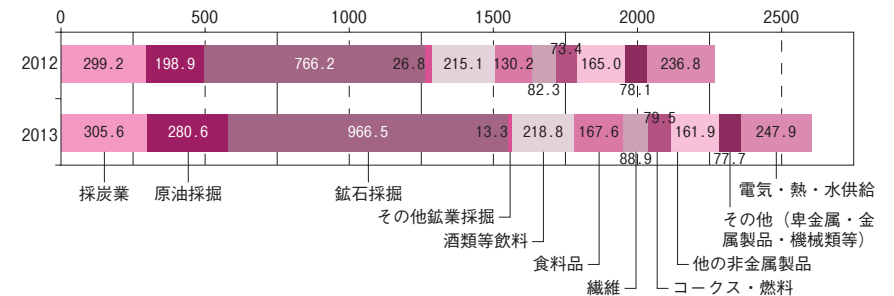 0 500 1000 1500 2000 2500
2012 299.2 198.9 766.2 26.8 215.1 130.2 82.3 73.4 165.0 78.1 236.8
2013 305.6 280.6 966.5 13.3 218.8 167.6 88.9 79.5 161.9 77.7 247.9
採炭業 原油採掘 鉱石採掘 電気・熱・水供給
その他鉱業採掘 その他（卑金属・金
酒類等飲料 属製品・機械類等）
食料品 他の非金属製品
繊維 コークス・燃料